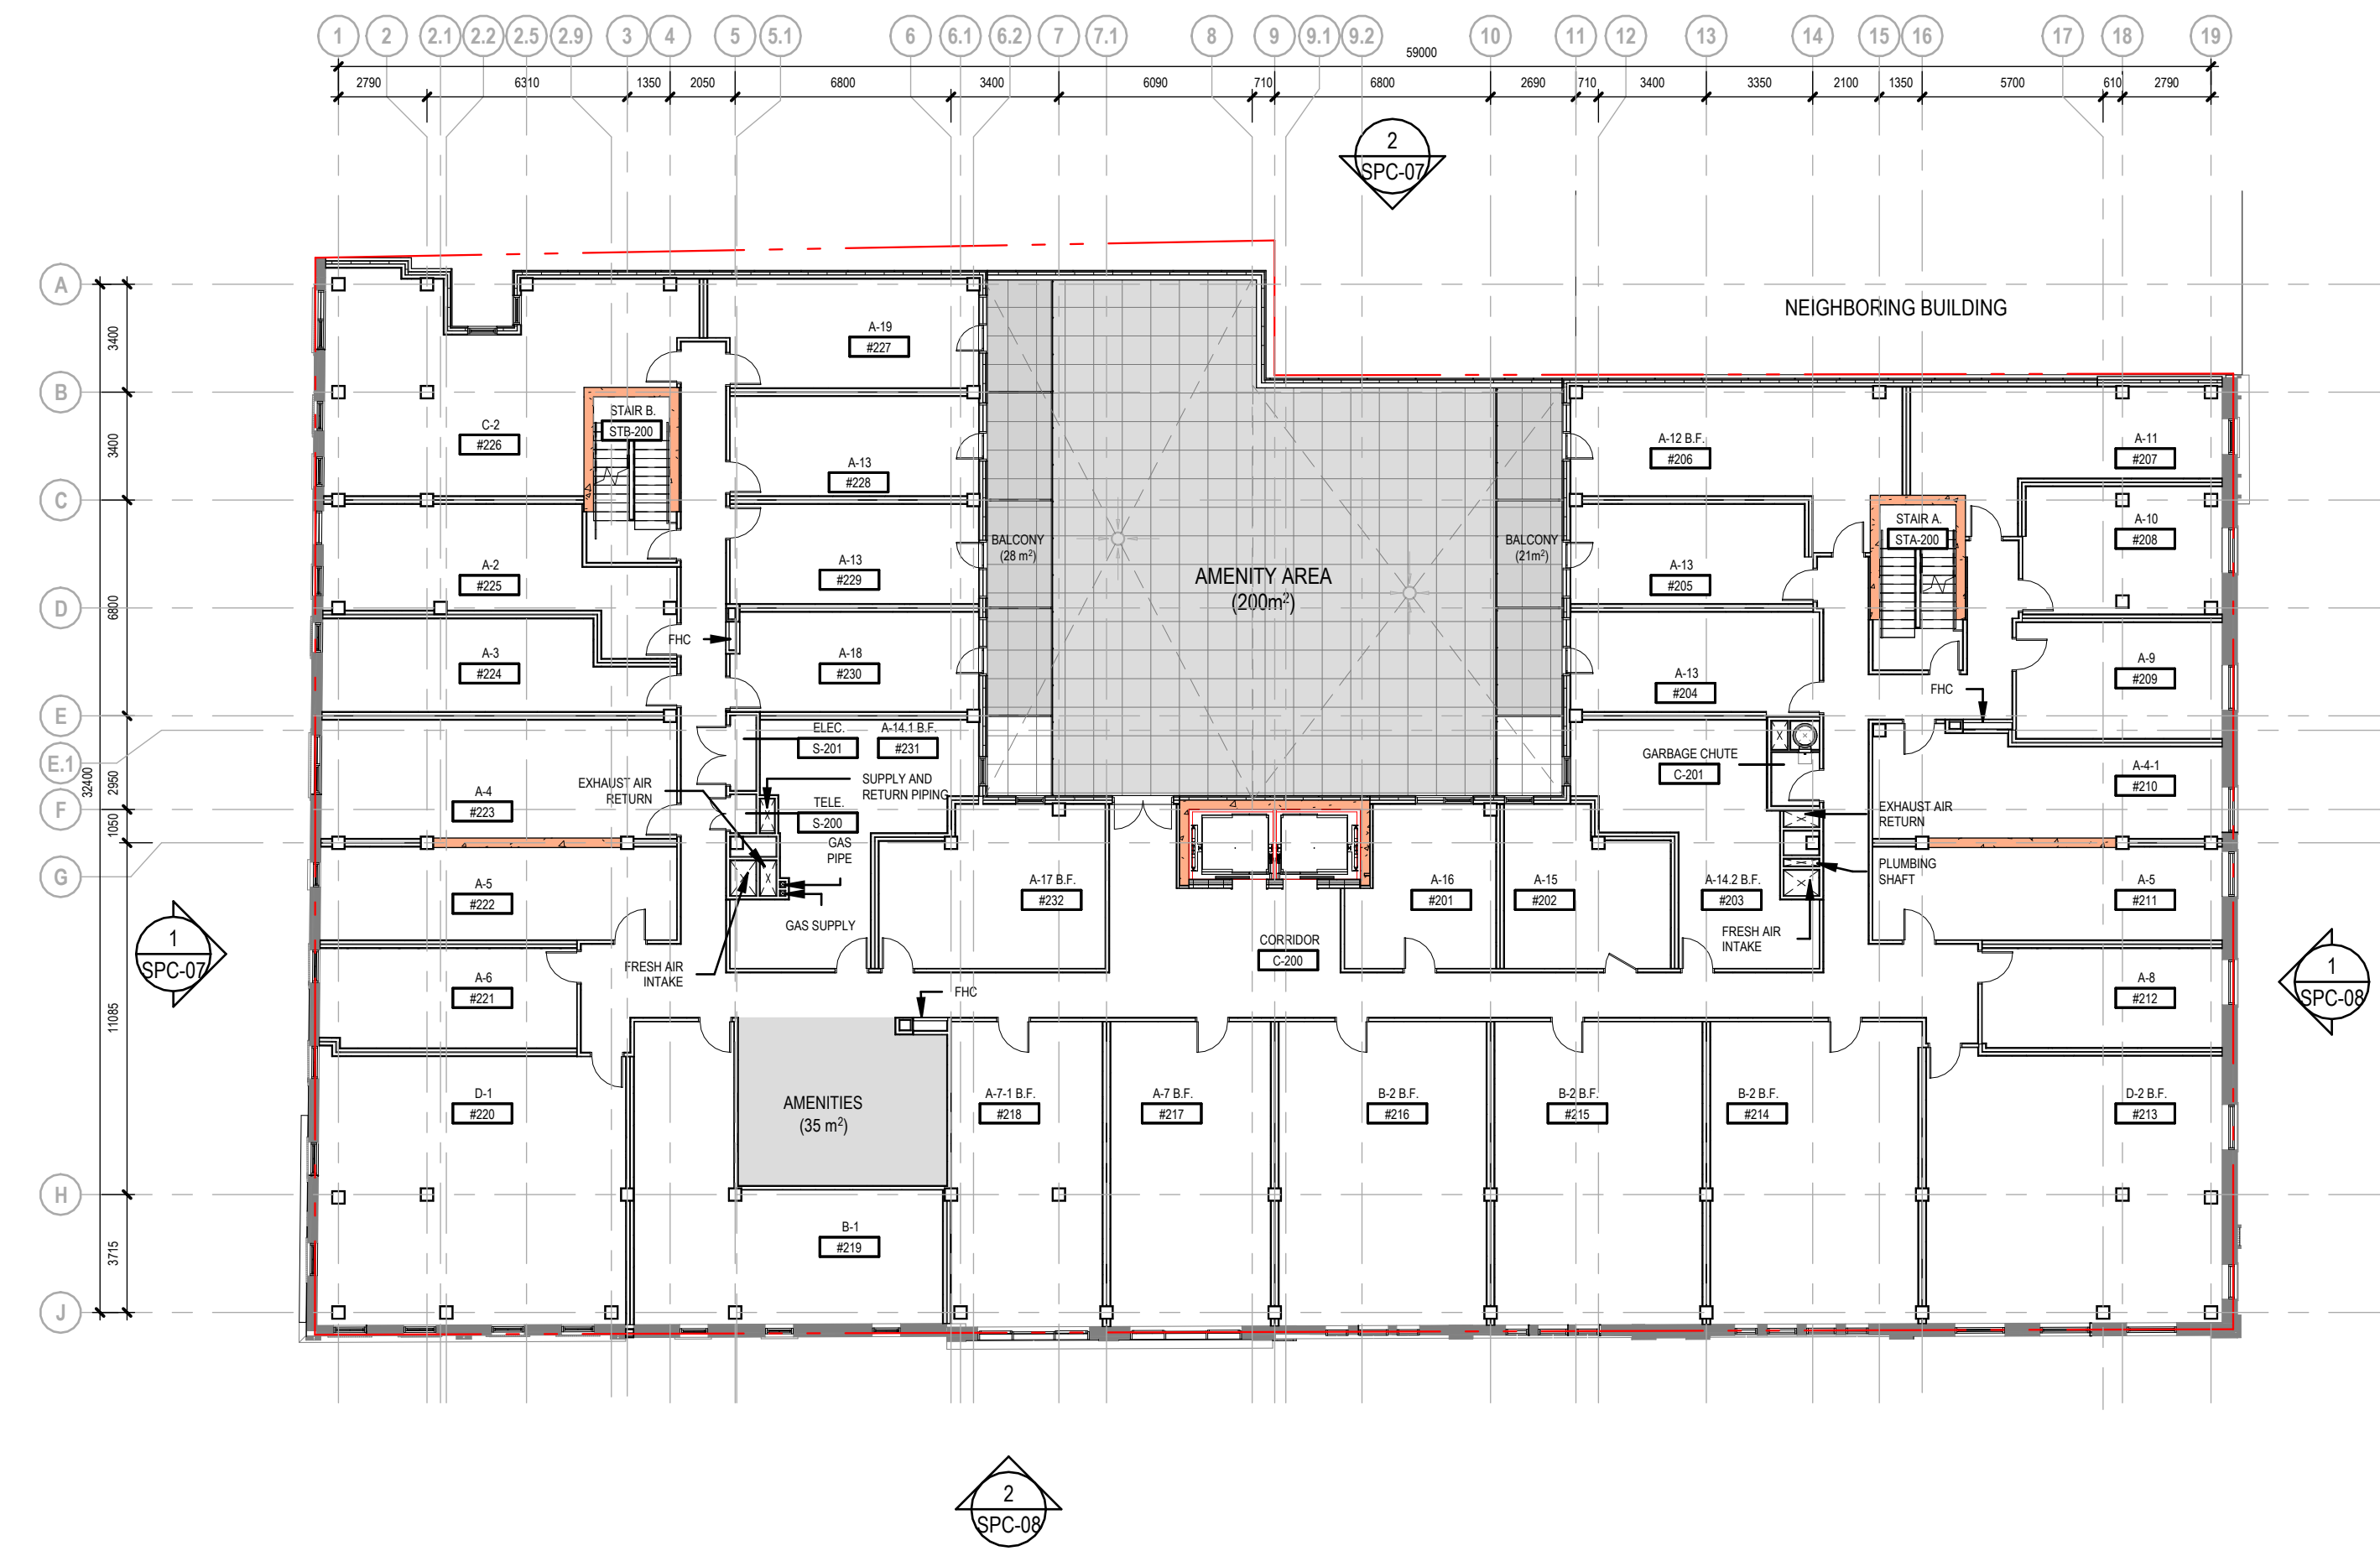 1 2 2.1 2.2 2.5 2.9 3 4 5 5.1 6 6.1 6.2 7 7.1 8 9 9.1 9.2 10 11 12 13 14 15 16 17 18 19
59000
2790 6310 1350 2050 6800 3400 6090 710 6800 2690 710 3400 3350 2100 1350 5700 610 2790
2
SPC-07
A
B
C
D
E
E.1
F
G
H
J
3400
3400
6800
32400
2950
1050
11085
3715
NEIGHBORING BUILDING
A-19
#227
C-2
#226
STAIR B.
STB-200
A-13
#228
A-12 B.F.
#206
A-11
#207
A-2
#225
A-13
#229
BALCONY
(28 m²)
AMENITY AREA
(200m²)
BALCONY
(21m²)
A-13
#205
STAIR A.
STA-200
A-10
#208
A-3
#224
FHC
A-18
#230
A-13
#204
FHC
A-9
#209
ELEC.
S-201
A-14.1 B.F.
#231
EXHAUST AIR
RETURN
SUPPLY AND
RETURN PIPING
GARBAGE CHUTE
C-201
A-4
#223
TELE.
S-200
GAS
PIPE
EXHAUST AIR
RETURN
A-4-1
#210
A-5
#222
GAS SUPPLY
A-17 B.F.
#232
A-16
#201
A-15
#202
A-14.2 B.F.
#203
PLUMBING
SHAFT
FRESH AIR
INTAKE
A-5
#211
1
SPC-07
A-6
#221
FRESH AIR
INTAKE
FHC
CORRIDOR
C-200
A-8
#212
1
SPC-08
D-1
#220
AMENITIES
(35 m²)
A-7-1 B.F.
#218
A-7 B.F.
#217
B-2 B.F.
#216
B-2 B.F.
#215
B-2 B.F.
#214
D-2 B.F.
#213
B-1
#219
2
SPC-08